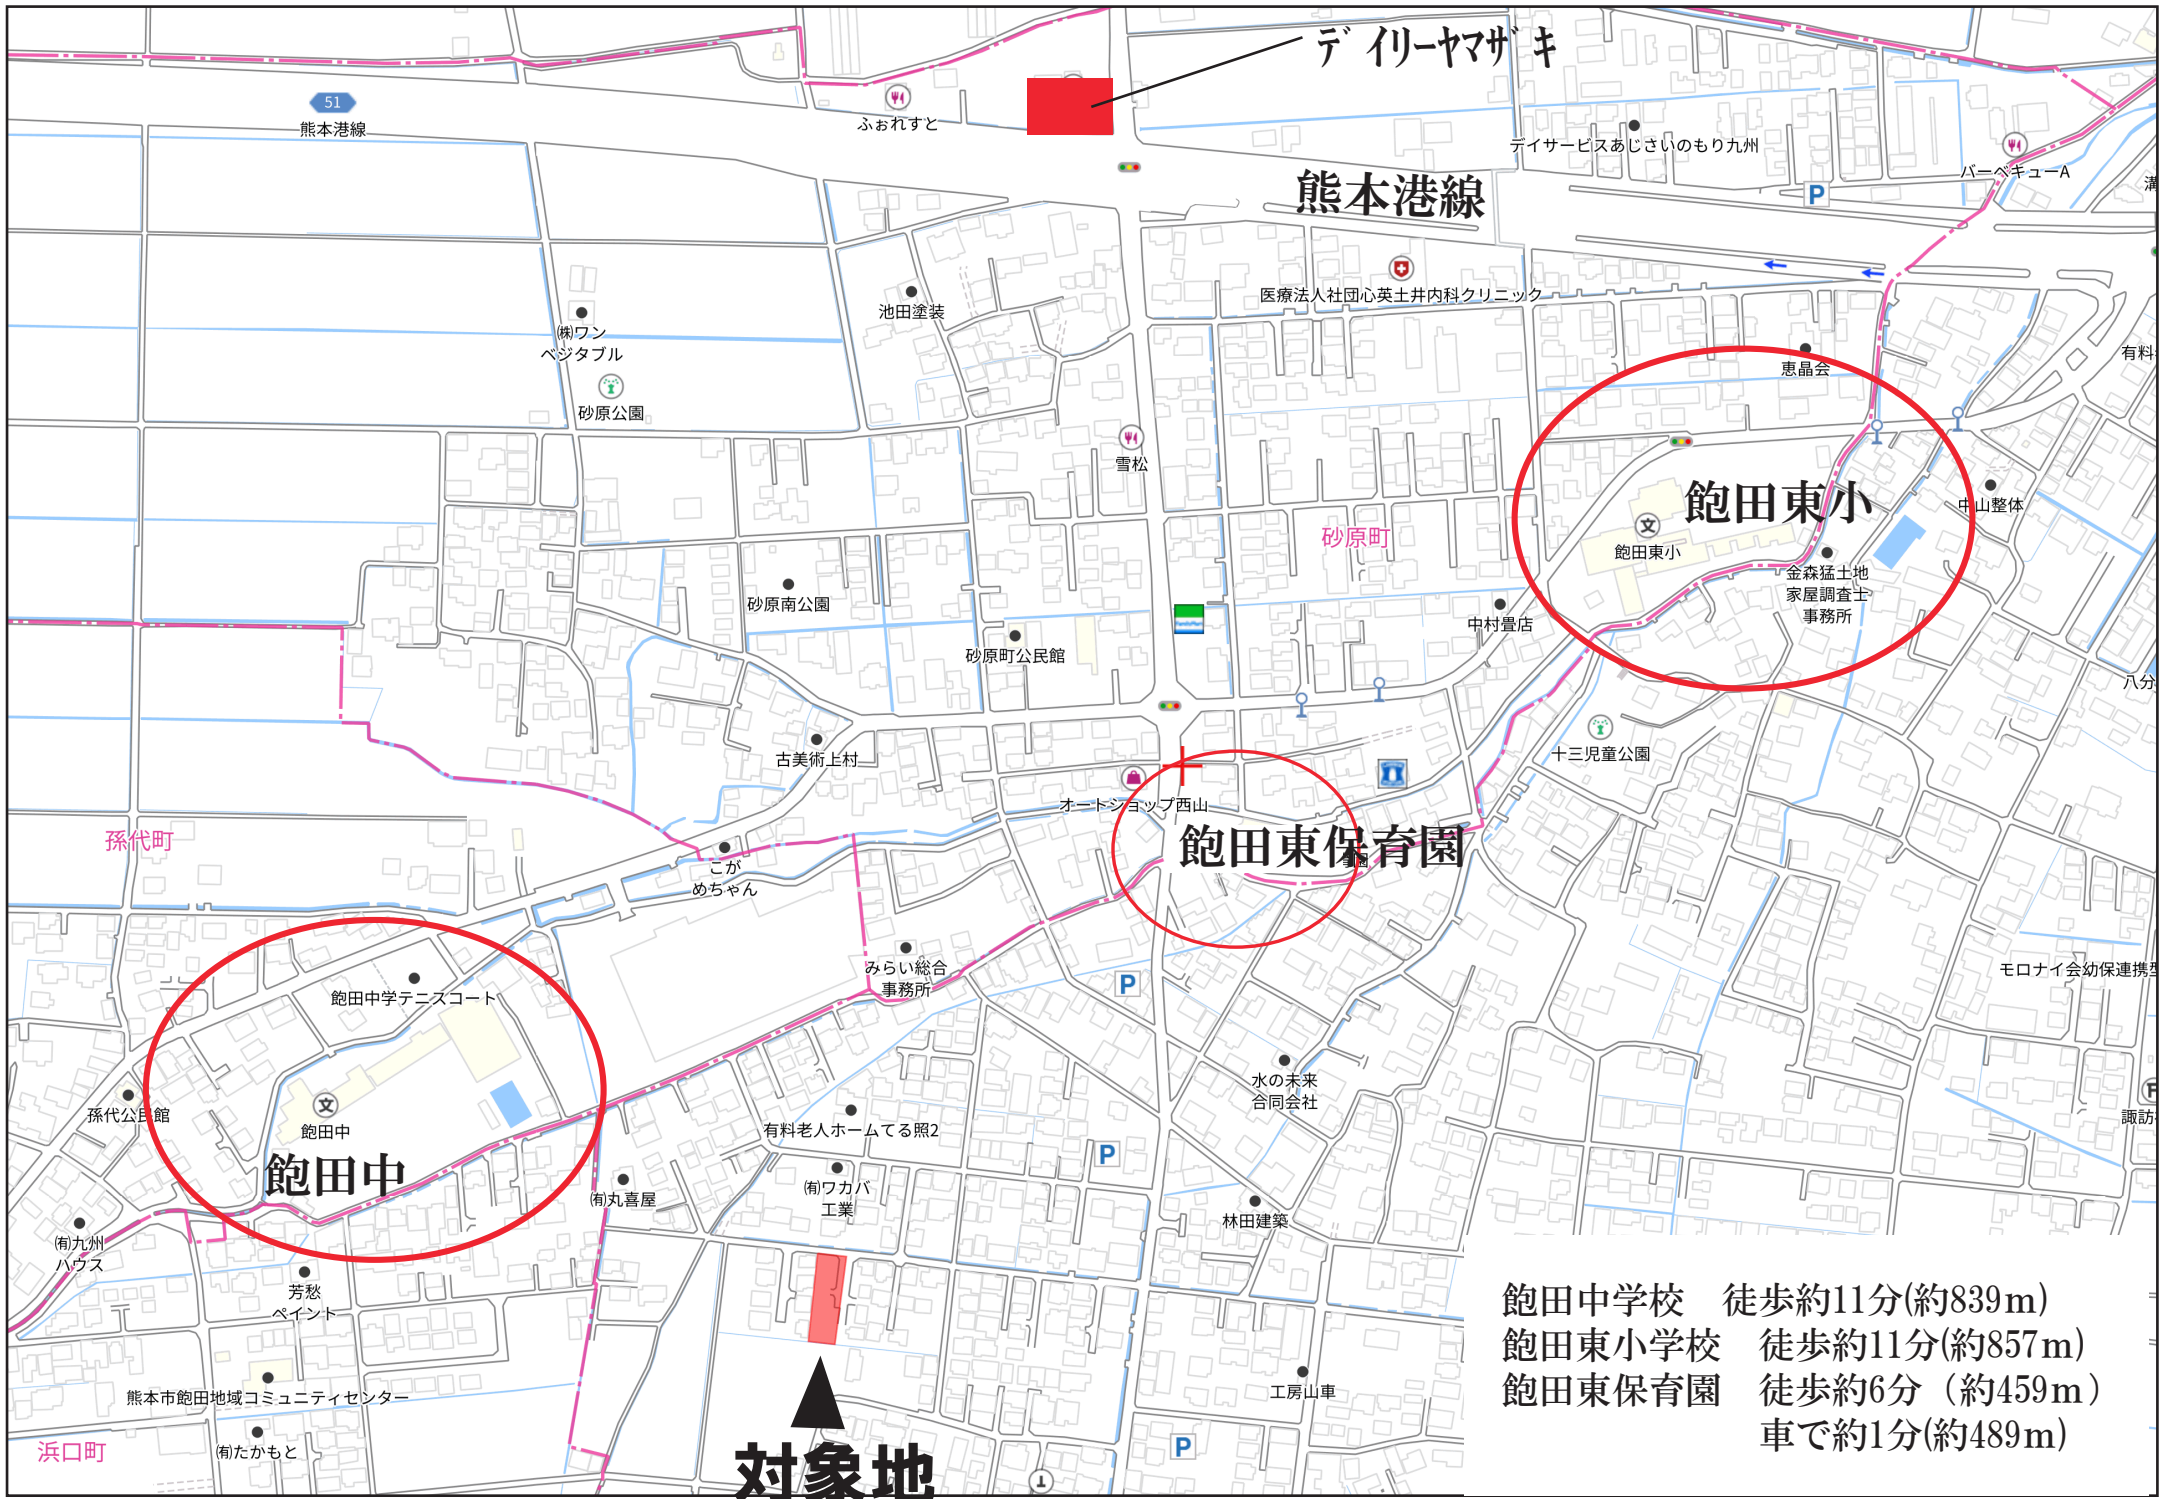 デイリーヤマザキ
51
熊本港線
ふぉれすと
デイサービスあじさいのもり九州
バーベキューA
P
熊本港線
医療法人社団心英土井内科クリニック
池田塗装
㈱ワン
ベジタブル
砂原公園
恵晶会
有料
雪松
飽田東小
中山整体
文
飽田東小
砂原町
金森猛土地
家屋調査士
事務所
砂原南公園
中村畳店
砂原町公民館
八分
古美術上村
十三児童公園
オートショップ西山
孫代町
飽田東保育園
こが
めちゃん
みらい総合
事務所
モロナイ会幼保連携型
P
飽田中学テニスコート
水の未来
合同会社
孫代公民館
文
飽田中
有料老人ホームてる照2
諏訪
P
飽田中
㈲丸喜屋
㈲ワカバ
工業
林田建築
㈲九州
ハウス
芳愁
ペイント
飽田中学校 徒歩約11分(約839m)
飽田東小学校 徒歩約11分(約857m)
飽田東保育園 徒歩約6分（約459m）
車で約1分(約489m)
熊本市飽田地域コミュニティセンター
工房山車
浜口町
㈲たかもと
P
対象地